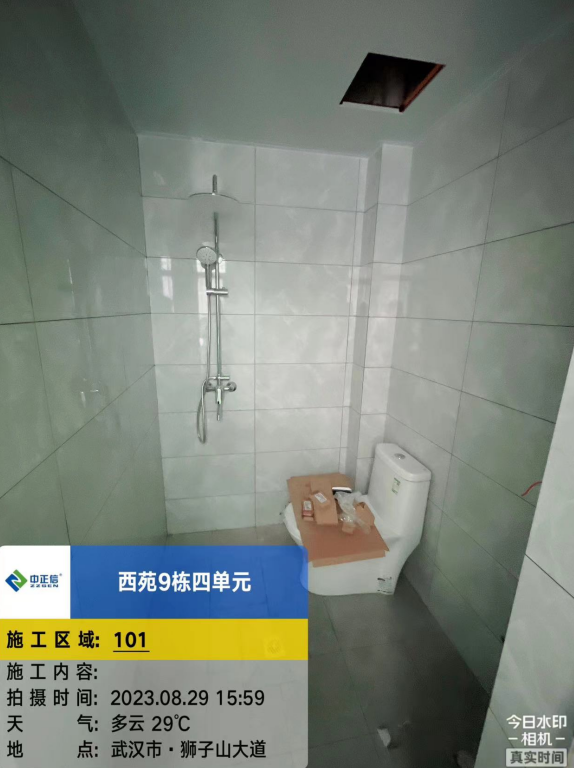 中正信®
ZZSEN
西苑9栋四单元
施工区域: 101
施工内容:
拍摄时间: 2023.08.29 15:59
天气: 多云 29℃
地点: 武汉市·狮子山大道
今日水印
-相机-
真实时间